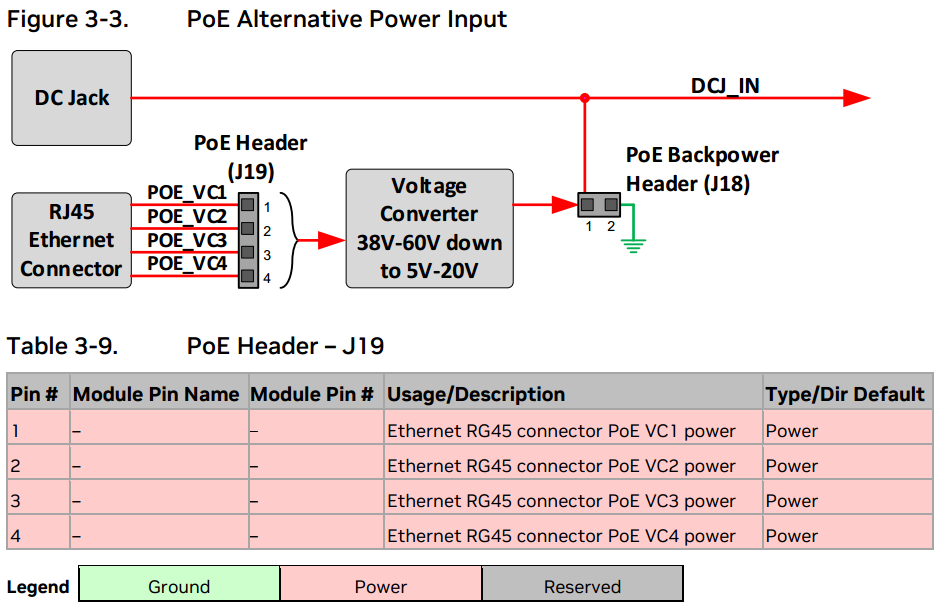 Figure 3-3. PoE Alternative Power Input
DC Jack
DCJ_IN
PoE Header
(J19)
PoE Backpower
Header (J18)
RJ45
Ethernet
Connector
POE_VC1
POE_VC2
POE_VC3
POE_VC4
1
2
3
4
Voltage
Converter
38V-60V down
to 5V-20V
1 2
Table 3-9. PoE Header – J19
Pin # Module Pin Name Module Pin # Usage/Description Type/Dir Default
1 – – Ethernet RG45 connector PoE VC1 power Power
2 – – Ethernet RG45 connector PoE VC2 power Power
3 – – Ethernet RG45 connector PoE VC3 power Power
4 – – Ethernet RG45 connector PoE VC4 power Power
Legend Ground Power Reserved